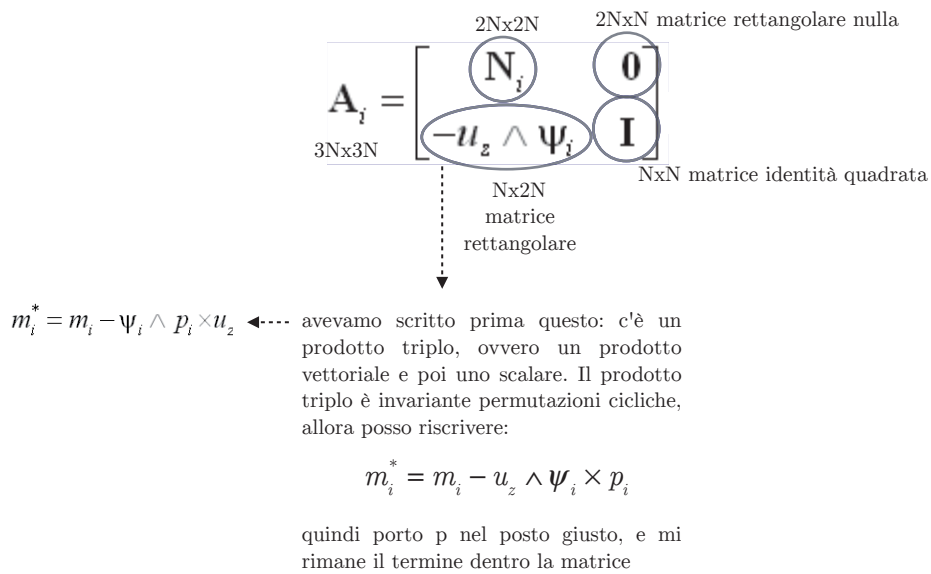 2Nx2N
2NxN matrice rettangolare nulla
A_i = [ N_i 0
-u_z ∧ ψ_i I ]
3Nx3N
NxN matrice identità quadrata
Nx2N
matrice
rettangolare
m_i^* = m_i − ψ_i ∧ p_i × u_z
avevamo scritto prima questo: c'è un
prodotto triplo, ovvero un prodotto
vettoriale e poi uno scalare. Il prodotto
triplo è invariante permutazioni cicliche,
allora posso riscrivere:
m_i^* = m_i − u_z ∧ ψ_i × p_i
quindi porto p nel posto giusto, e mi
rimane il termine dentro la matrice